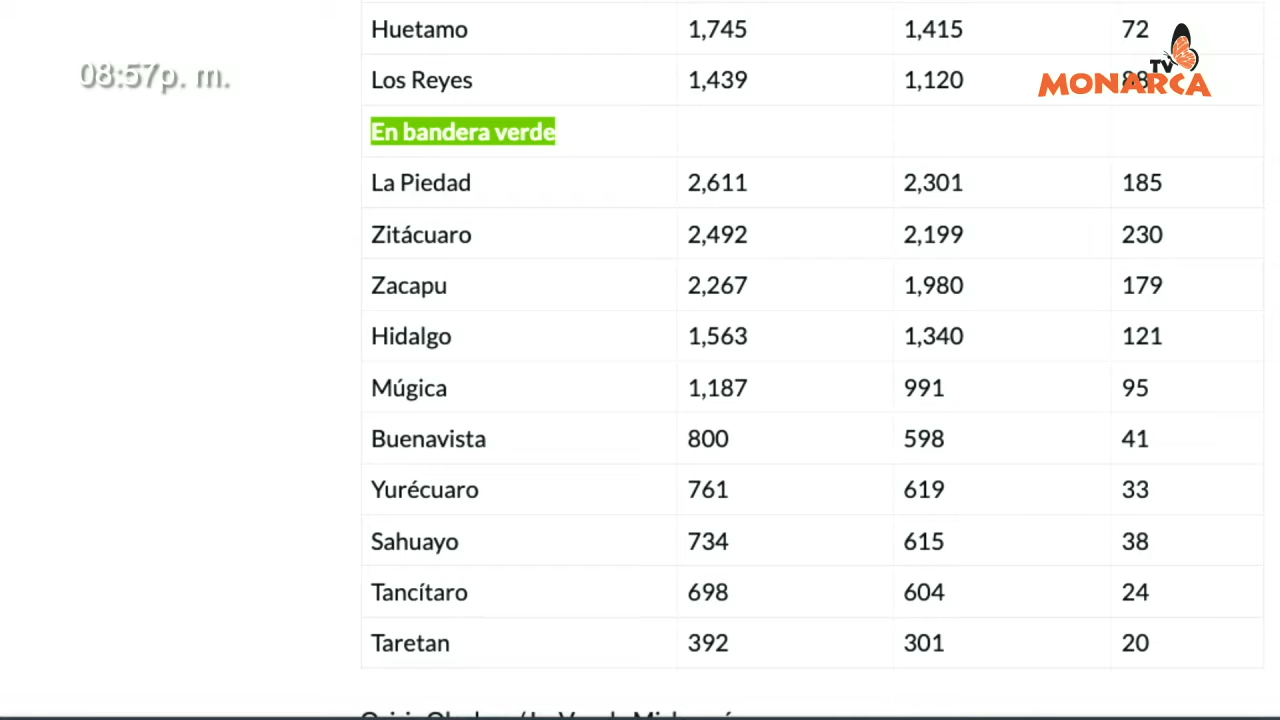 Huetamo 1,745 1,415 72
08:57p. m.
Los Reyes 1,439 1,120 88
TV MONARCA
En bandera verde
La Piedad 2,611 2,301 185
Zitácuaro 2,492 2,199 230
Zacapu 2,267 1,980 179
Hidalgo 1,563 1,340 121
Múgica 1,187 991 95
Buenavista 800 598 41
Yurécuaro 761 619 33
Sahuayo 734 615 38
Tancítaro 698 604 24
Taretan 392 301 20